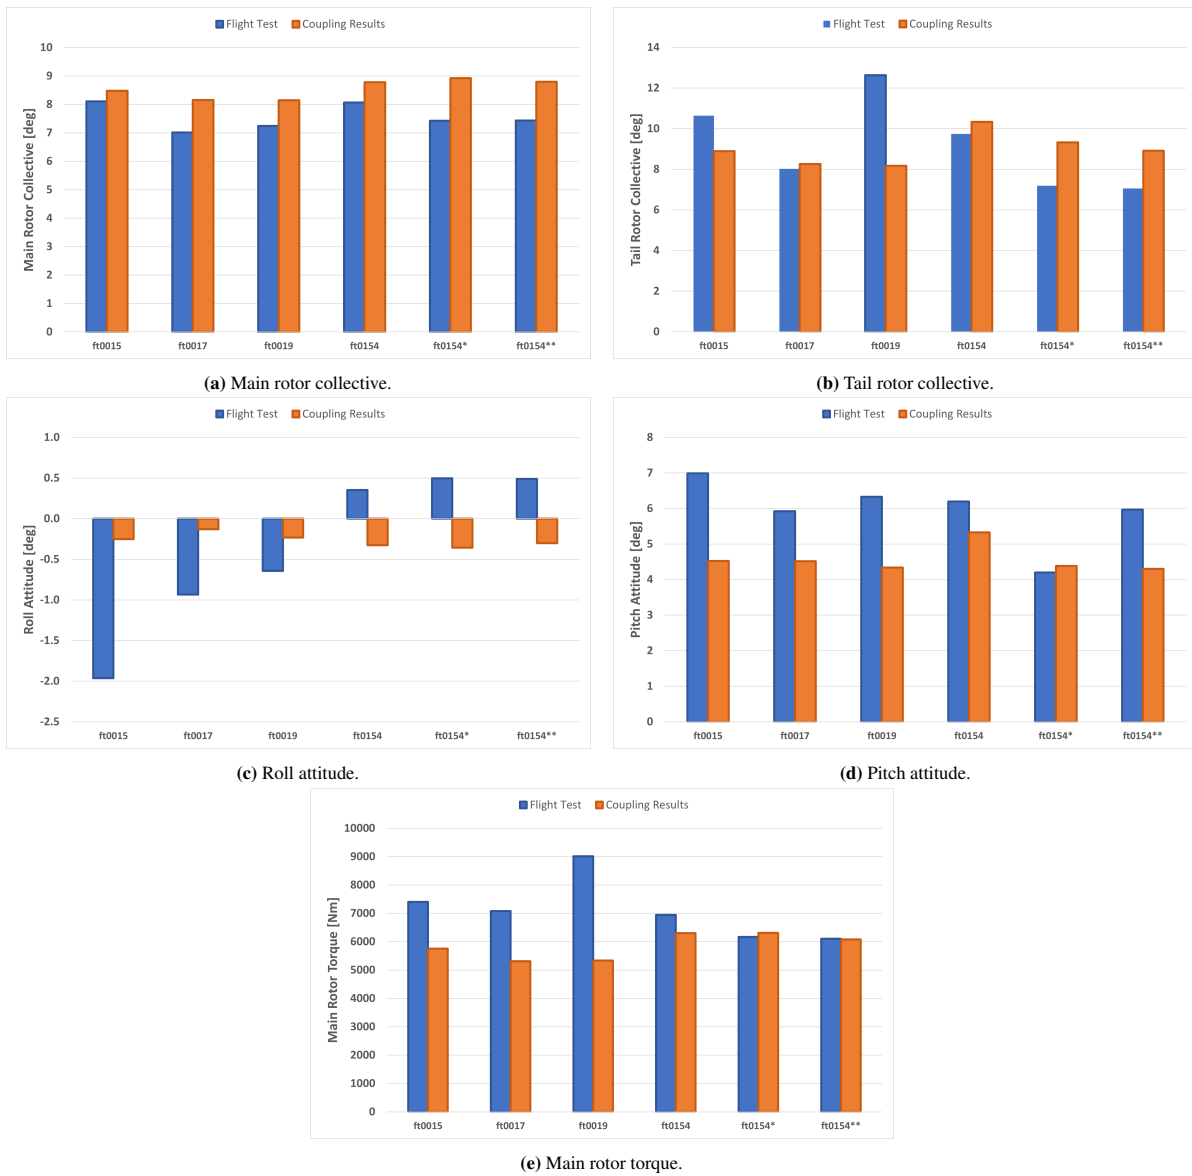 Flight Test Coupling Results
10
9
8
7
6
5
4
3
2
1
0
Main Rotor Collective [deg]
ft0015 ft0017 ft0019 ft0154 ft0154* ft0154**
(a) Main rotor collective.
Flight Test Coupling Results
14
12
10
8
6
4
2
0
Tail Rotor Collective [deg]
ft0015 ft0017 ft0019 ft0154 ft0154* ft0154**
(b) Tail rotor collective.
Flight Test Coupling Results
1.0
0.5
0.0
-0.5
-1.0
-1.5
-2.0
-2.5
Roll Attitude [deg]
ft0015 ft0017 ft0019 ft0154 ft0154* ft0154**
(c) Roll attitude.
Flight Test Coupling Results
8
7
6
5
4
3
2
1
0
Pitch Attitude [deg]
ft0015 ft0017 ft0019 ft0154 ft0154* ft0154**
(d) Pitch attitude.
Flight Test Coupling Results
10000
9000
8000
7000
6000
5000
4000
3000
2000
1000
0
Main Rotor Torque [Nm]
ft0015 ft0017 ft0019 ft0154 ft0154* ft0154**
(e) Main rotor torque.